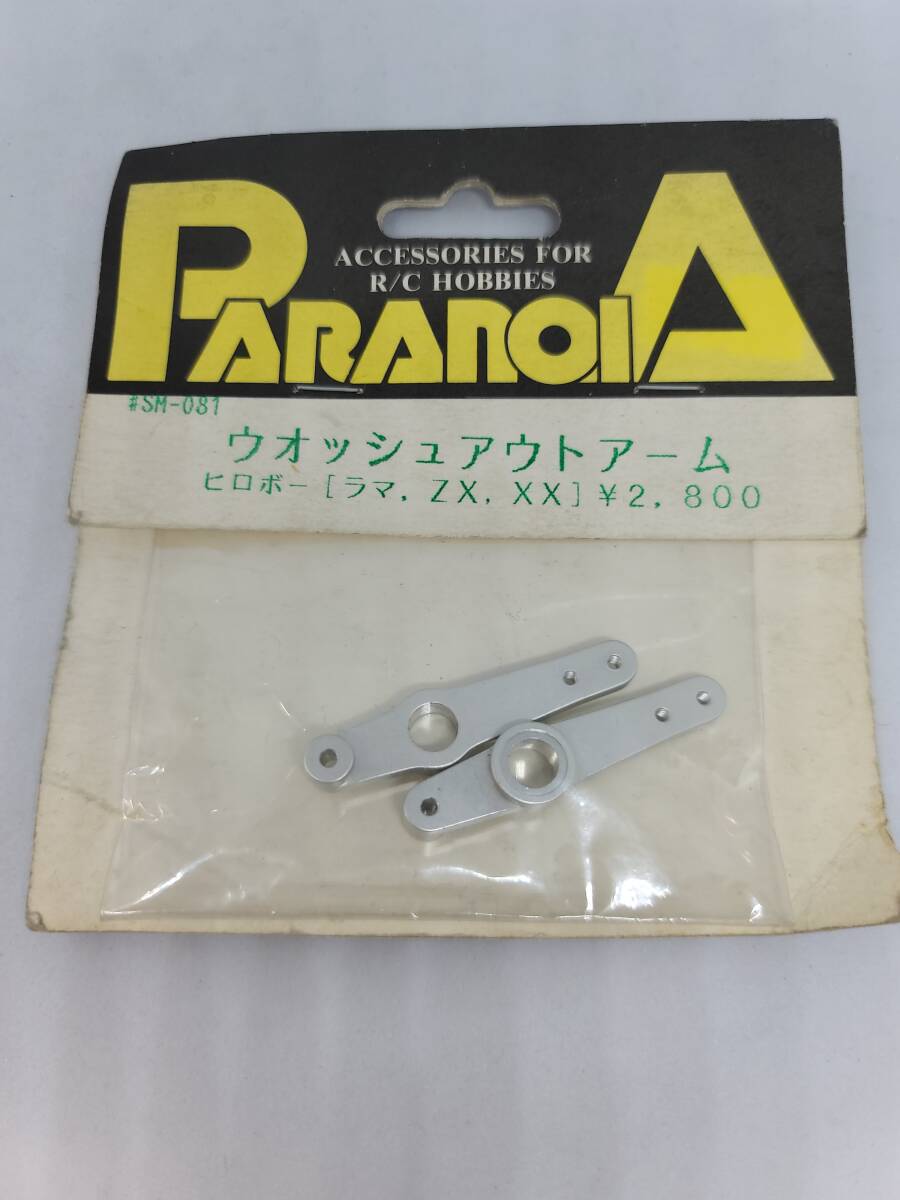 ACCESSORIES FOR
R/C HOBBIES
PARANOIA
#SM-081
ウオッシュアウトアーム
ヒロボー[ラマ, ZX, XX]¥2,800